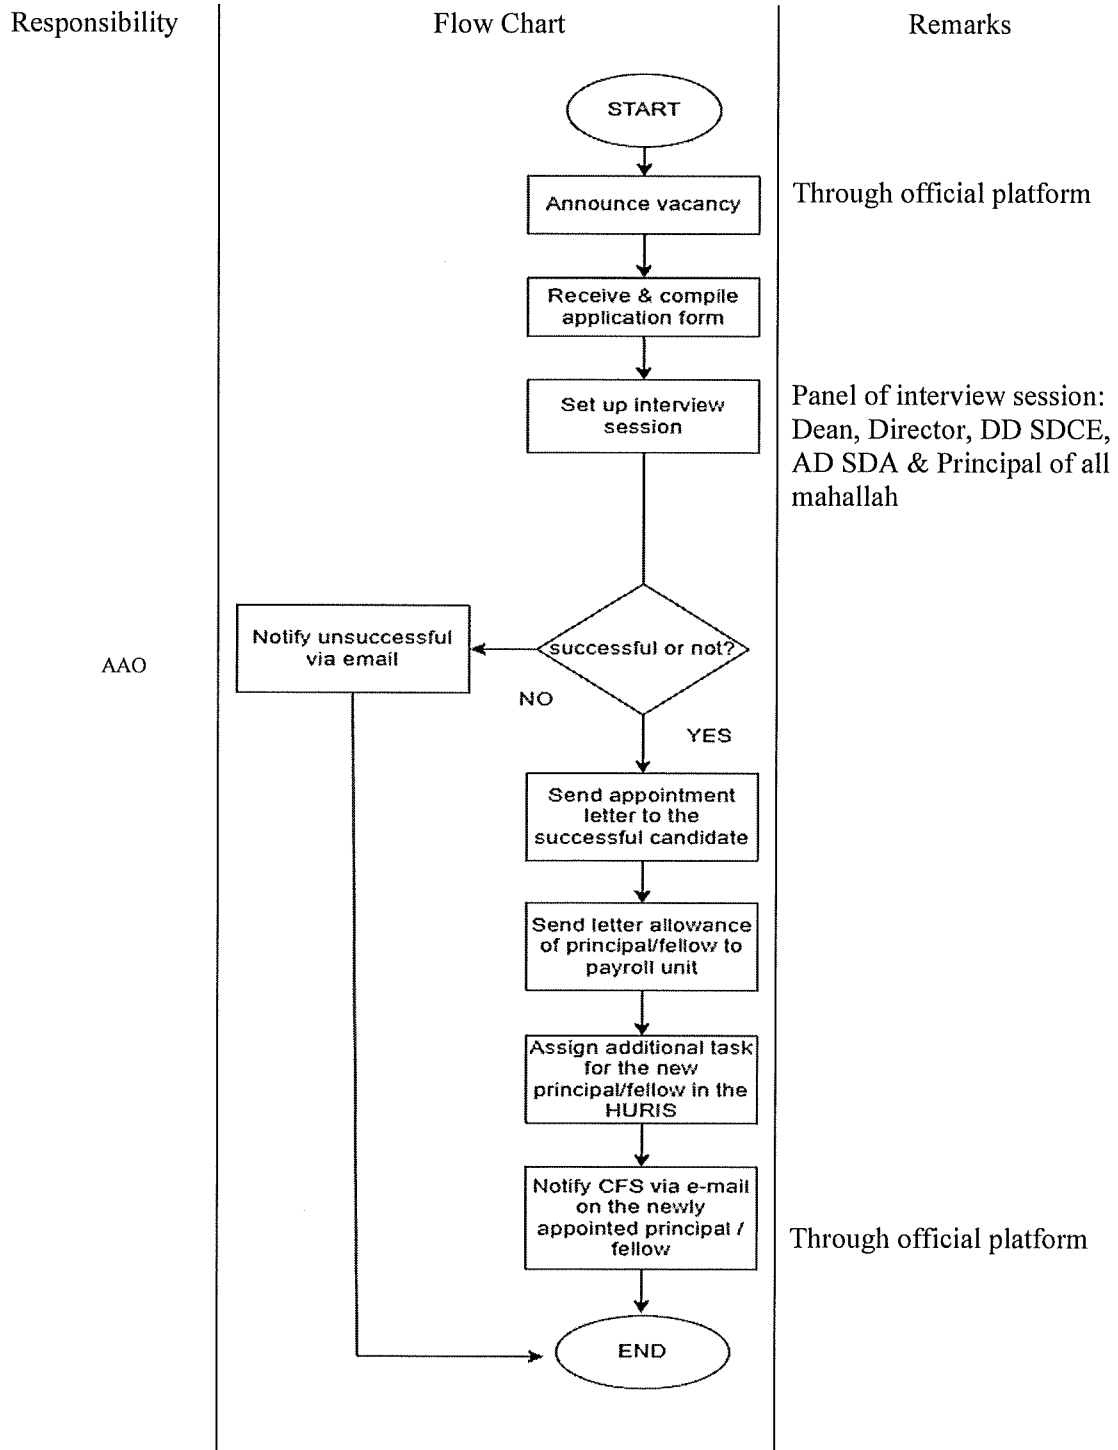 Responsibility
Flow Chart
Remarks
START
Announce vacancy
Through official platform
Receive & compile
application form
Set up interview
session
Panel of interview session:
Dean, Director, DD SDCE,
AD SDA & Principal of all
mahallah
successful or not?
Notify unsuccessful
via email
AAO
NO
YES
Send appointment
letter to the
successful candidate
Send letter allowance
of principal/fellow to
payroll unit
Assign additional task
for the new
principal/fellow in the
HURIS
Notify CFS via e-mail
on the newly
appointed principal /
fellow
Through official platform
END